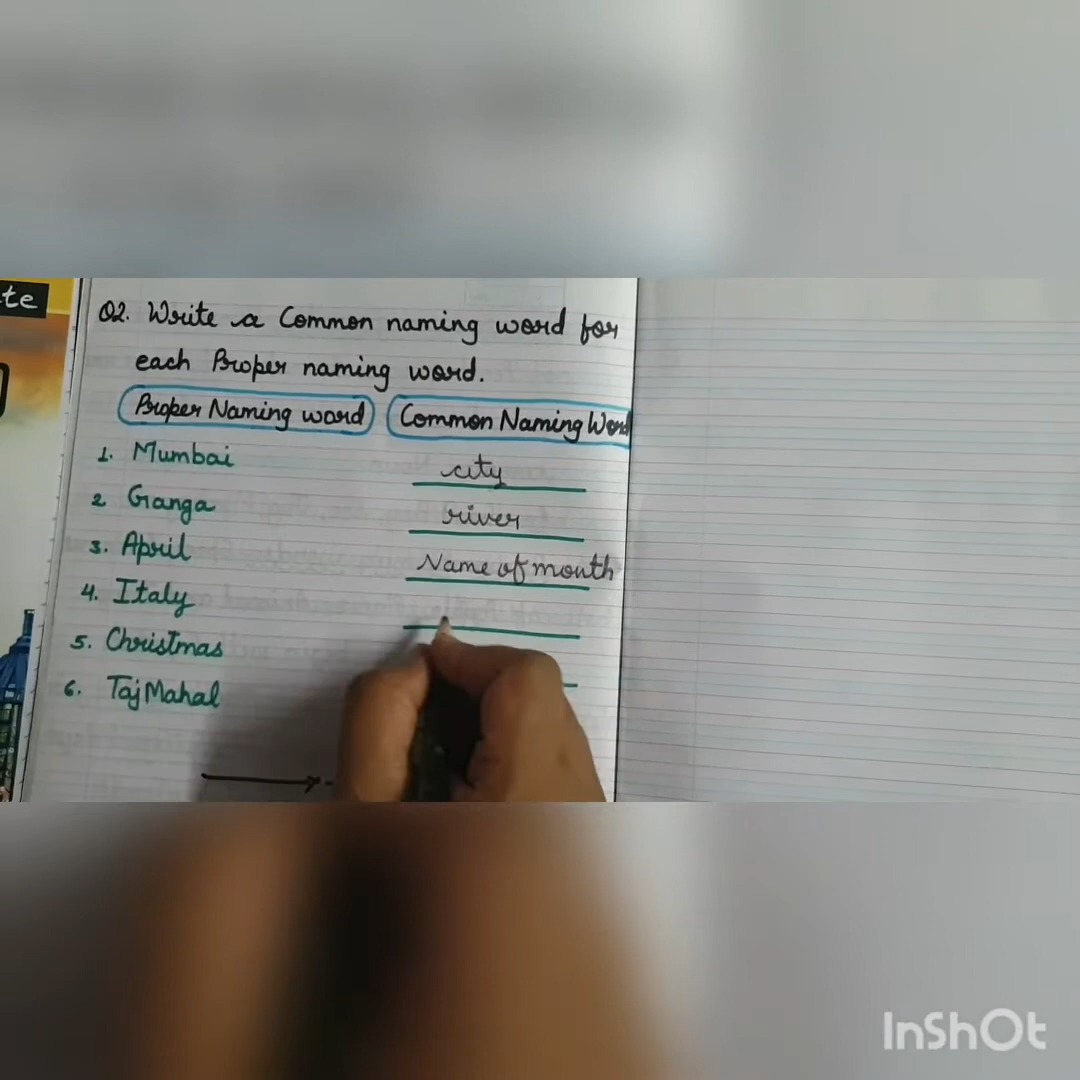 te
Q2. Write a Common naming word for
each Proper naming word.
Proper Naming word Common Naming Word
1. Mumbai city
2 Ganga river
3. April Name of month
4. Italy
5. Christmas
6. Taj Mahal
InShOt